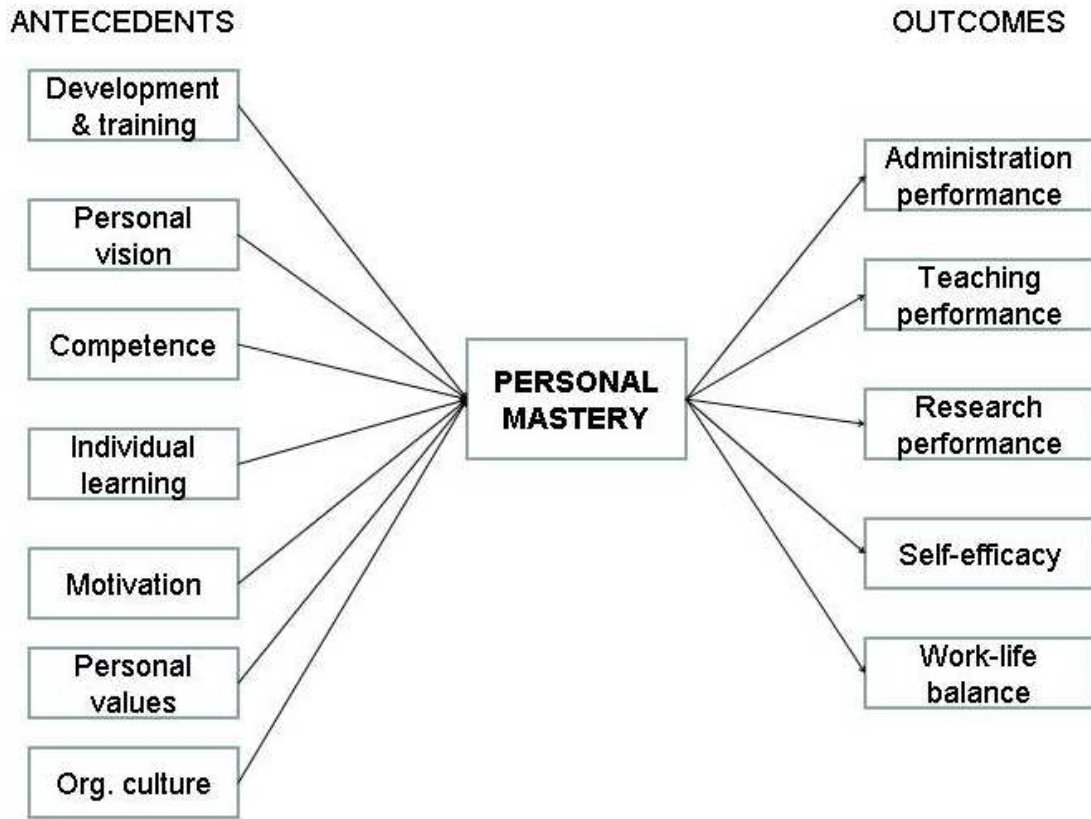 ANTECEDENTS
OUTCOMES
Development
& training
Personal
vision
Competence
Individual
learning
Motivation
Personal
values
Org. culture
PERSONAL
MASTERY
Administration
performance
Teaching
performance
Research
performance
Self-efficacy
Work-life
balance